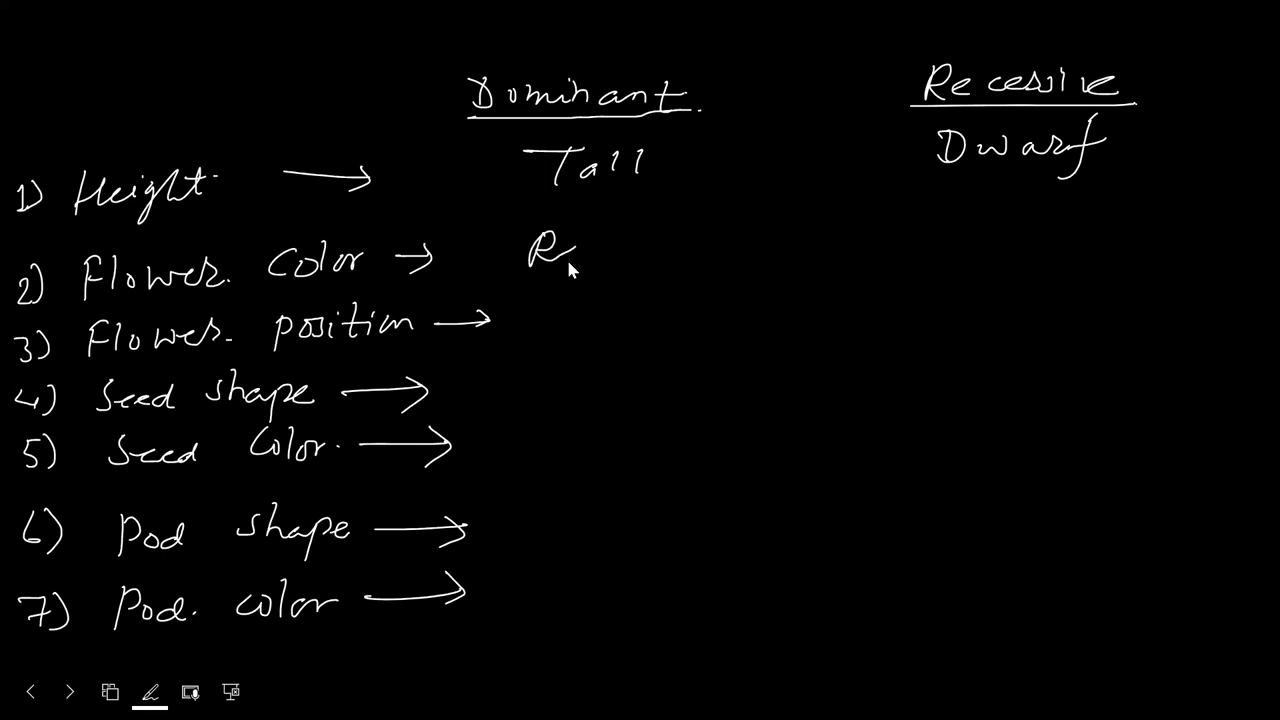 Dominant. Recessive
1) Height. → Tall Dwarf
2) Flower. color → R
3) Flower. position →
4) Seed shape →
5) Seed color. →
6) Pod shape →
7) Pod. color →